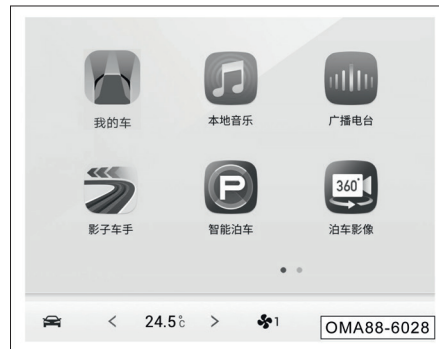 我的车
本地音乐
广播电台
影子车手
P
智能泊车
360°
泊车影像
< 24.5℃ >
1
OMA88-6028